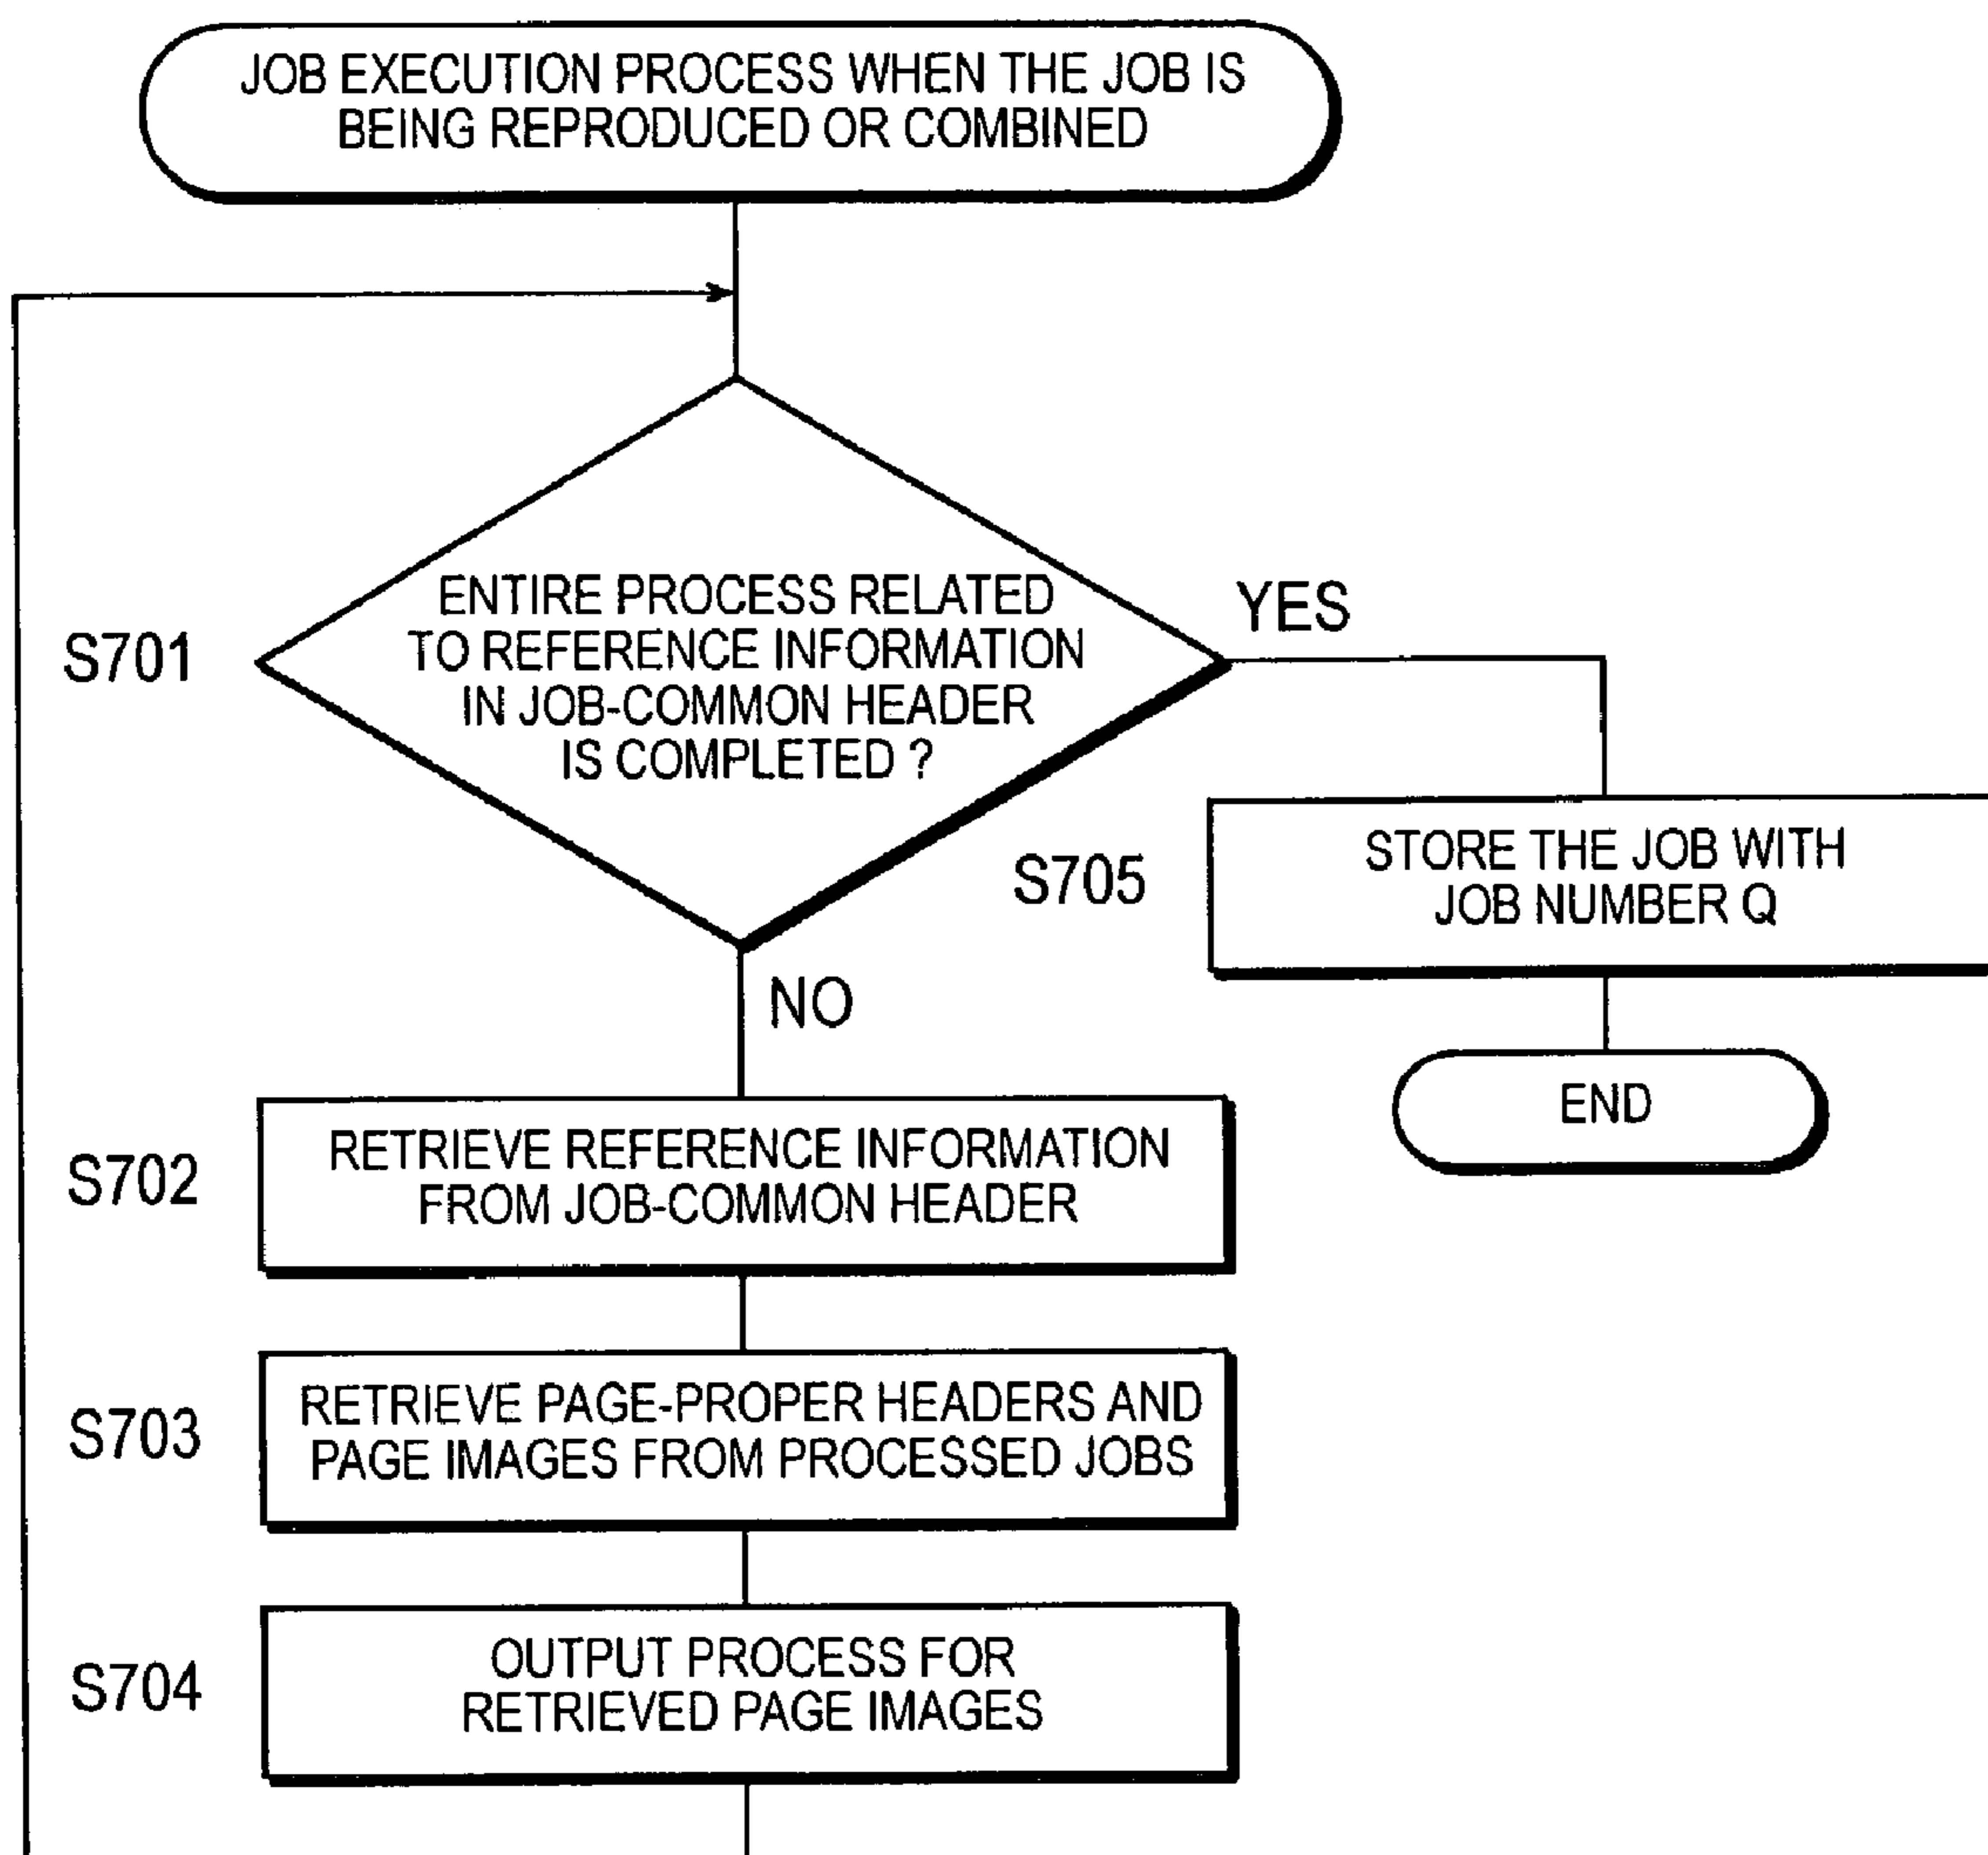 JOB EXECUTION PROCESS WHEN THE JOB IS
BEING REPRODUCED OR COMBINED
S701
ENTIRE PROCESS RELATED
TO REFERENCE INFORMATION
IN JOB-COMMON HEADER
IS COMPLETED ?
YES
NO
S705
STORE THE JOB WITH
JOB NUMBER Q
END
S702
RETRIEVE REFERENCE INFORMATION
FROM JOB-COMMON HEADER
S703
RETRIEVE PAGE-PROPER HEADERS AND
PAGE IMAGES FROM PROCESSED JOBS
S704
OUTPUT PROCESS FOR
RETRIEVED PAGE IMAGES